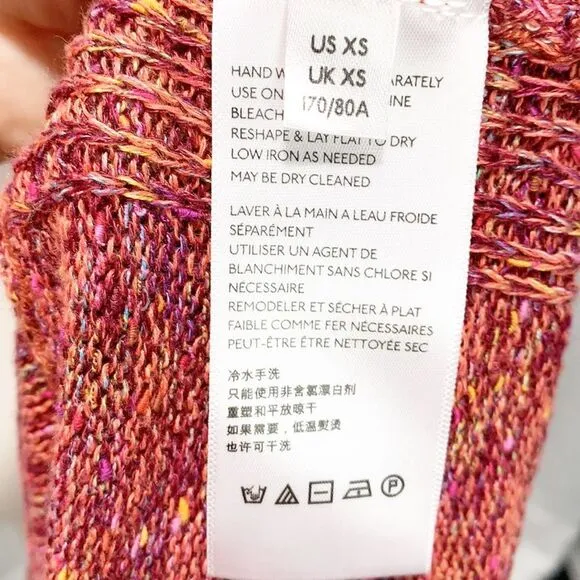 US XS
UK XS
170/80A
HAND W ARATELY
USE ON INE
BLEACH
RESHAPE & LAY FLAT TO DRY
LOW IRON AS NEEDED
MAY BE DRY CLEANED
LAVER À LA MAIN A LEAU FROIDE
SÉPARÉMENT
UTILISER UN AGENT DE
BLANCHIMENT SANS CHLORE SI
NÉCESSAIRE
REMODELER ET SÉCHER À PLAT
FAIBLE COMME FER NÉCESSAIRES
PEUT-ÊTRE ÊTRE NETTOYÉE SEC
冷水手洗
只能使用非含氯漂白剂
重塑和平放晾干
如果需要，低温熨烫
也许可干洗
P